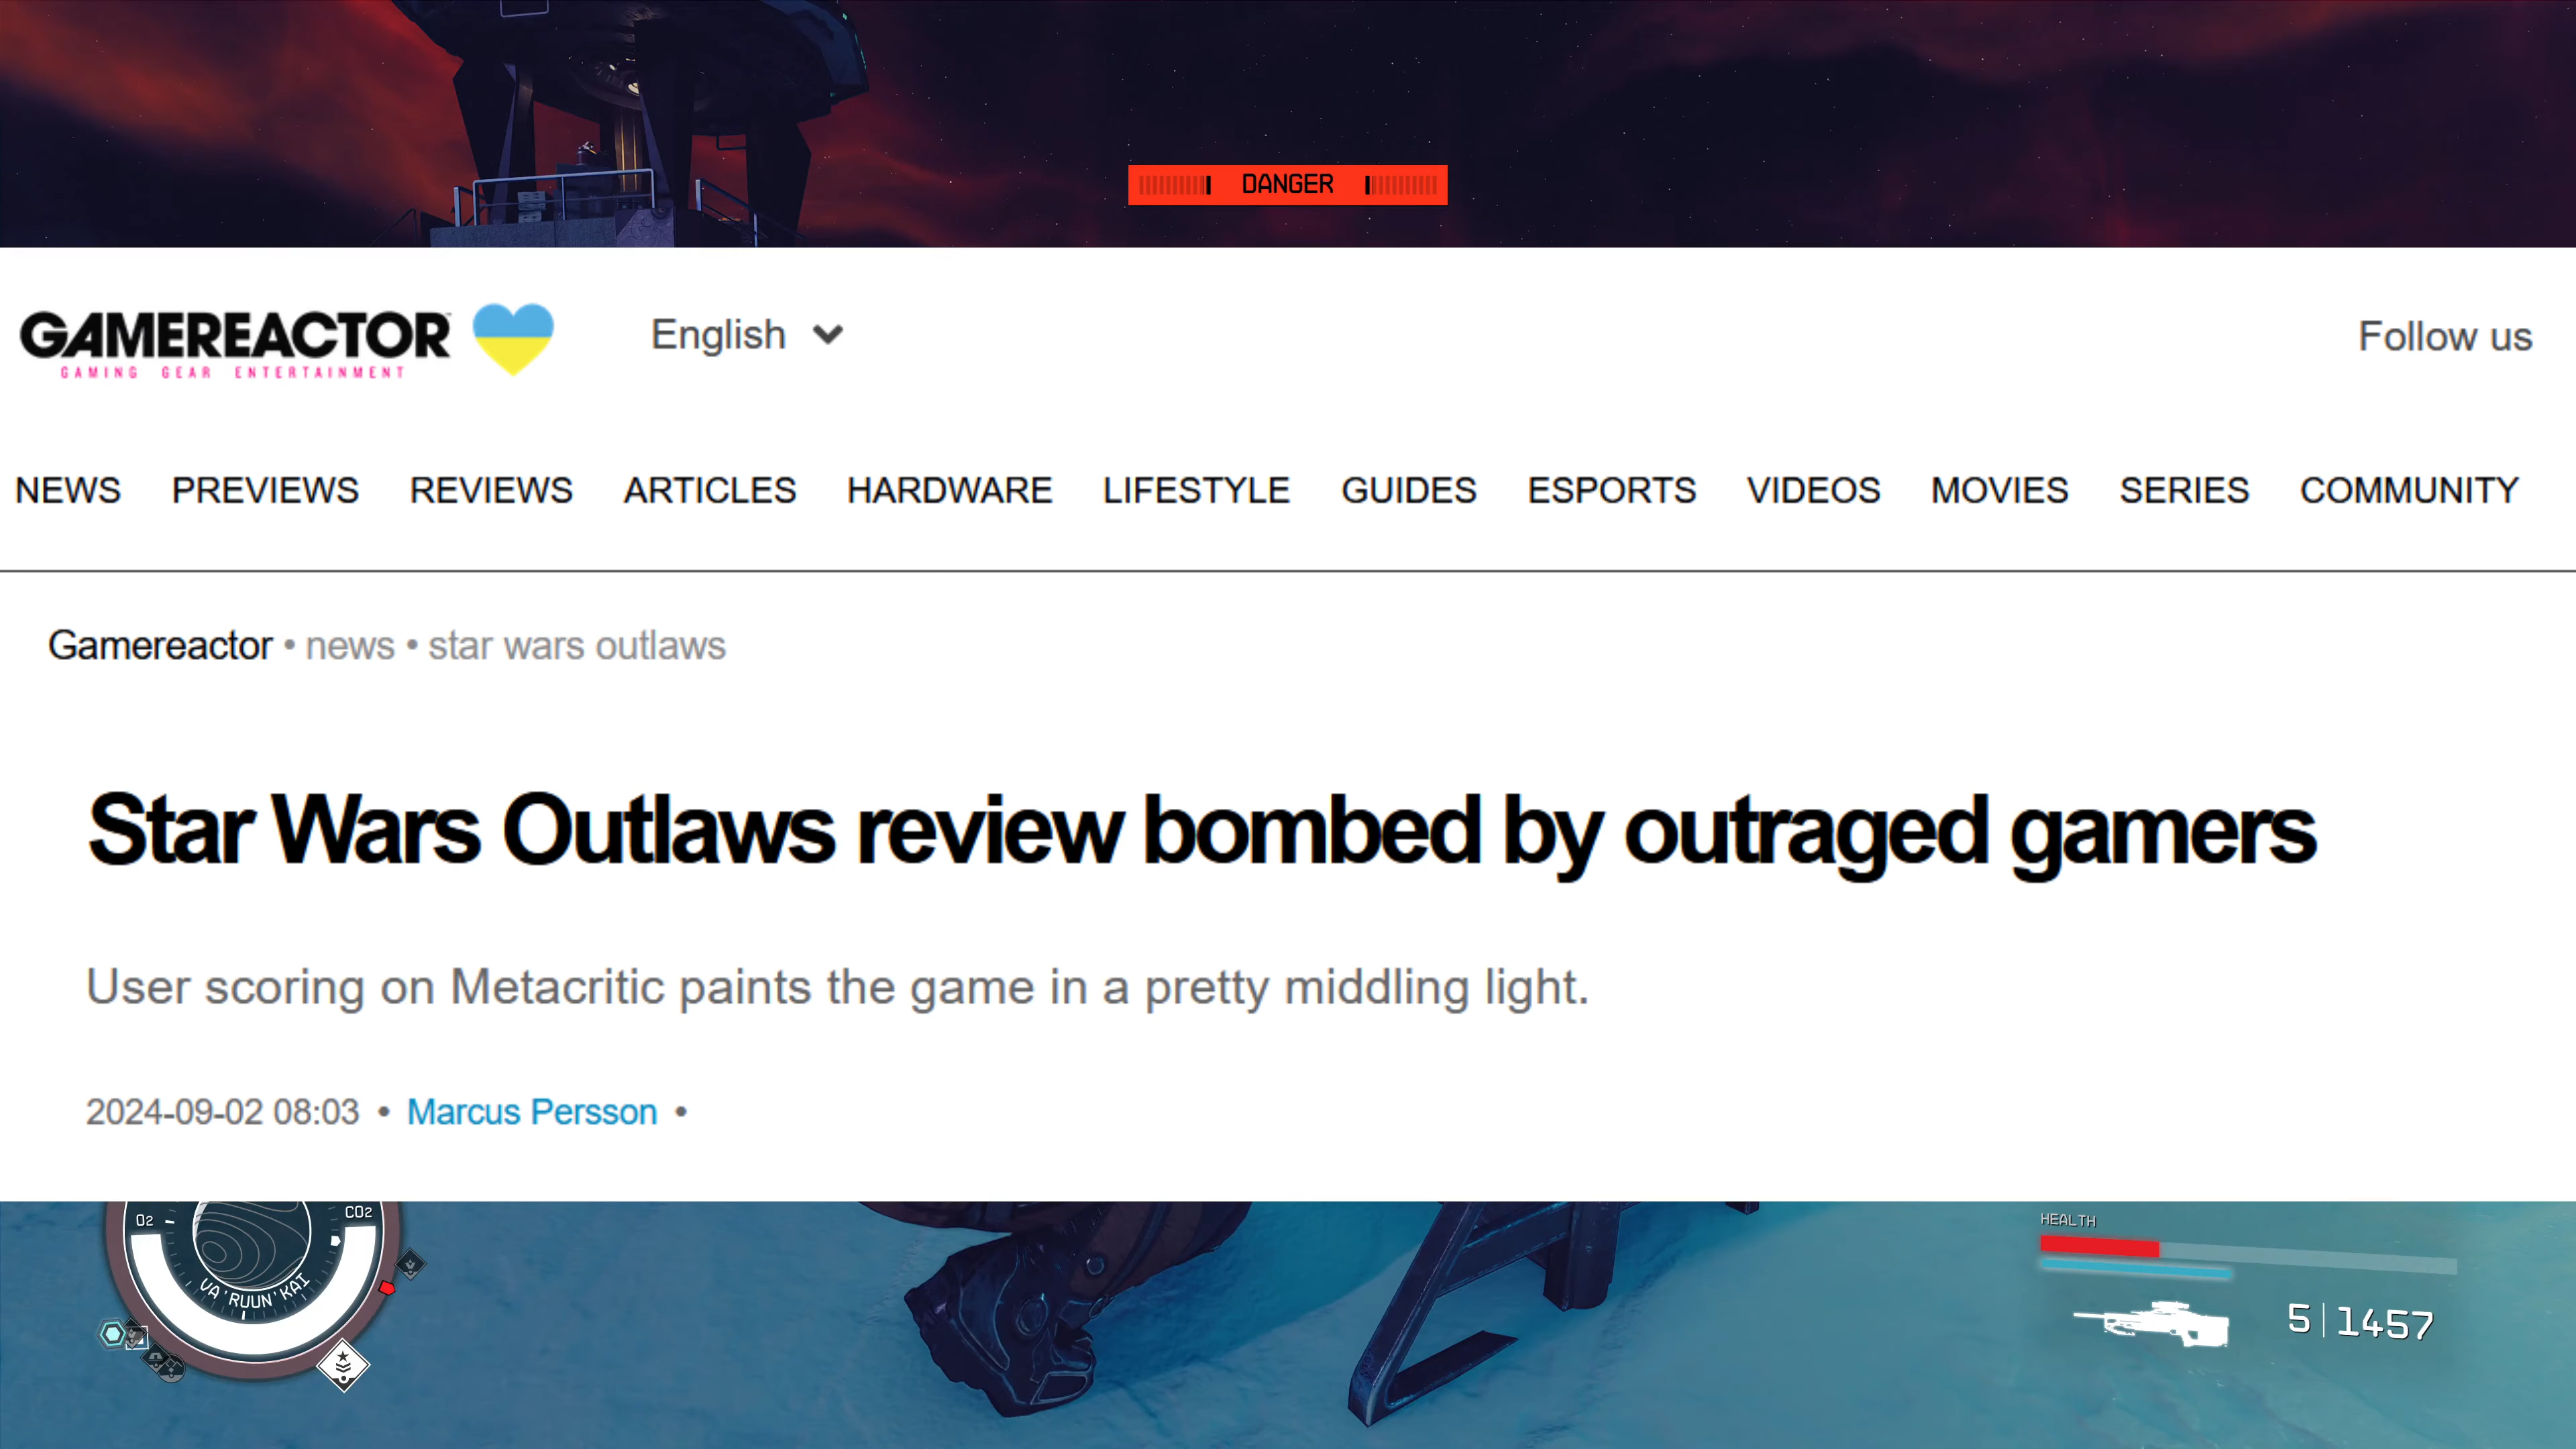 DANGER
GAMEREACTOR
GAMING GEAR ENTERTAINMENT
English
Follow us
NEWS PREVIEWS REVIEWS ARTICLES HARDWARE LIFESTYLE GUIDES ESPORTS VIDEOS MOVIES SERIES COMMUNITY
Gamereactor • news • star wars outlaws
Star Wars Outlaws review bombed by outraged gamers
User scoring on Metacritic paints the game in a pretty middling light.
2024-09-02 08:03 • Marcus Persson •
O2 CO2
VA'RUUN'KAI
HEALTH
5 | 1457